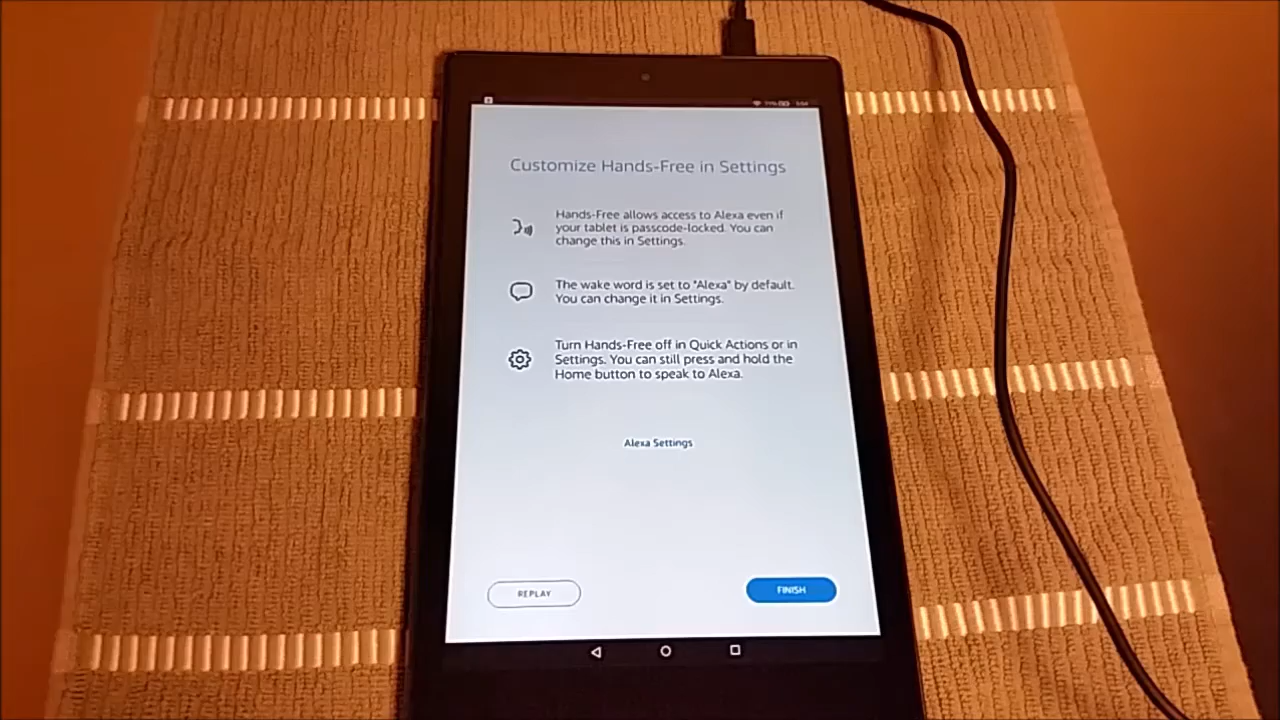 Customize Hands-Free in Settings
Hands-Free allows access to Alexa even if
your tablet is passcode-locked. You can
change this in Settings.
The wake word is set to "Alexa" by default.
You can change it in Settings.
Turn Hands-Free off in Quick Actions or in
Settings. You can still press and hold the
Home button to speak to Alexa.
Alexa Settings
REPLAY
FINISH